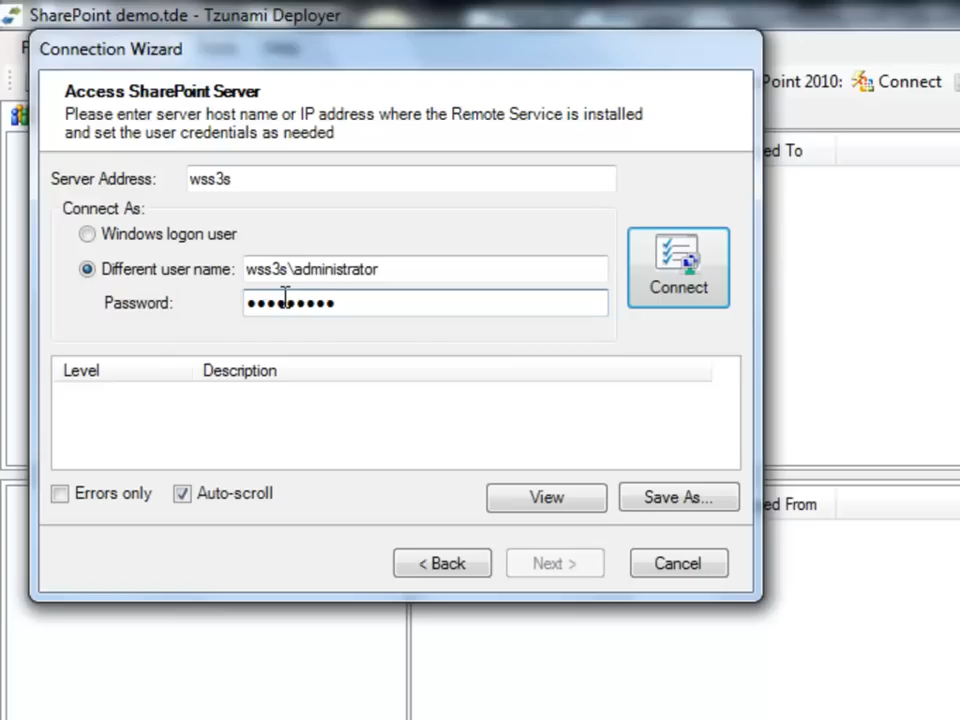 SharePoint demo.tde - Tzunami Deployer
Connection Wizard
Point 2010: Connect
Access SharePoint Server
Please enter server host name or IP address where the Remote Service is installed
and set the user credentials as needed
ed To
Server Address: wss3s
Connect As:
Windows logon user
Different user name: wss3s\administrator
Password: •••••••••
Connect
Level Description
Errors only Auto-scroll View Save As...
ed From
< Back Next > Cancel